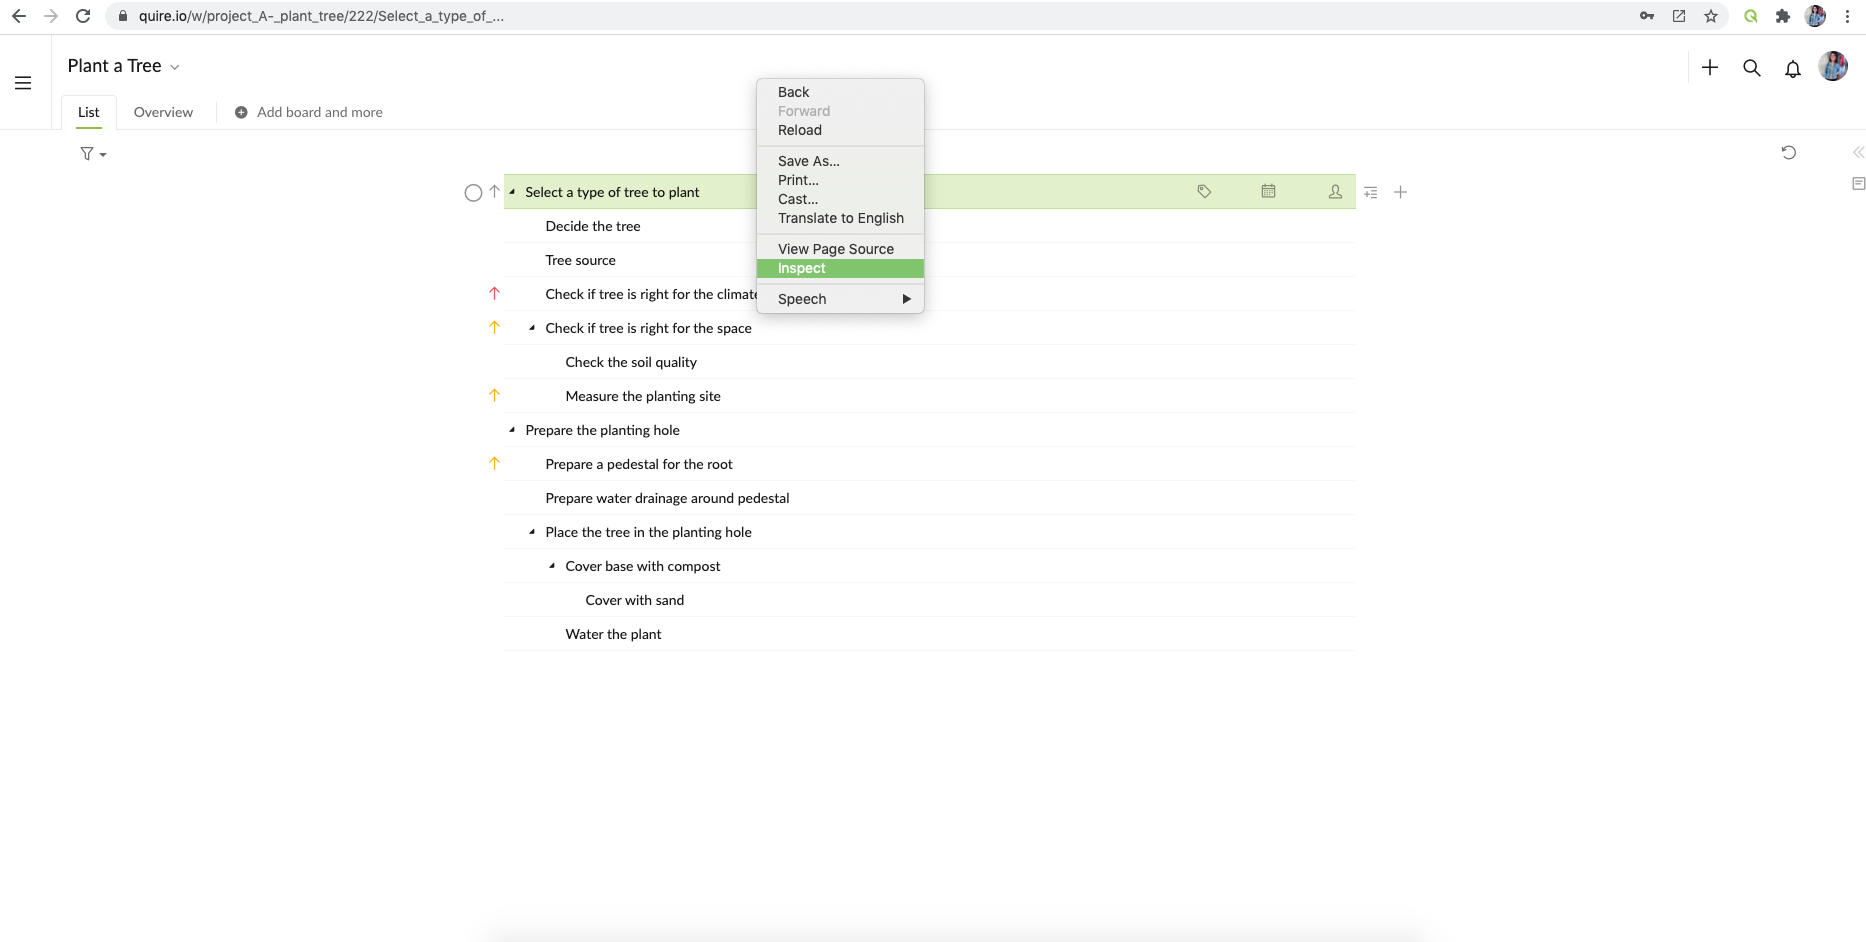 quire.io/w/project_A-_plant_tree/222/Select_a_type_of_...
Plant a Tree
List Overview Add board and more
Back
Forward
Reload
Save As...
Print...
Cast...
Translate to English
View Page Source
Inspect
Speech
Select a type of tree to plant
Decide the tree
Tree source
Check if tree is right for the climate
Check if tree is right for the space
Check the soil quality
Measure the planting site
Prepare the planting hole
Prepare a pedestal for the root
Prepare water drainage around pedestal
Place the tree in the planting hole
Cover base with compost
Cover with sand
Water the plant